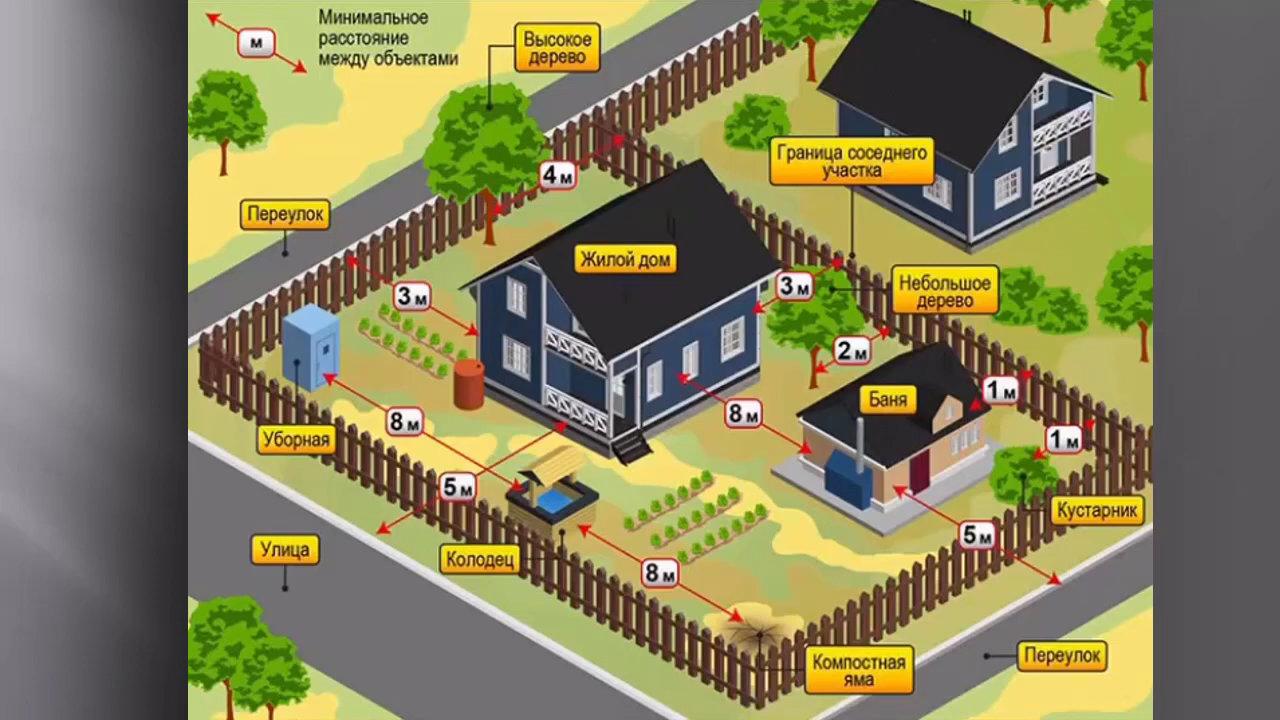 Минимальное
расстояние
между объектами
м
Высокое
дерево
Граница соседнего
участка
4 м
Переулок
Жилой дом
3 м
3 м
Небольшое
дерево
2 м
Баня
1 м
8 м
8 м
1 м
Уборная
5 м
Кустарник
Улица
Колодец
5 м
8 м
Компостная
яма
Переулок